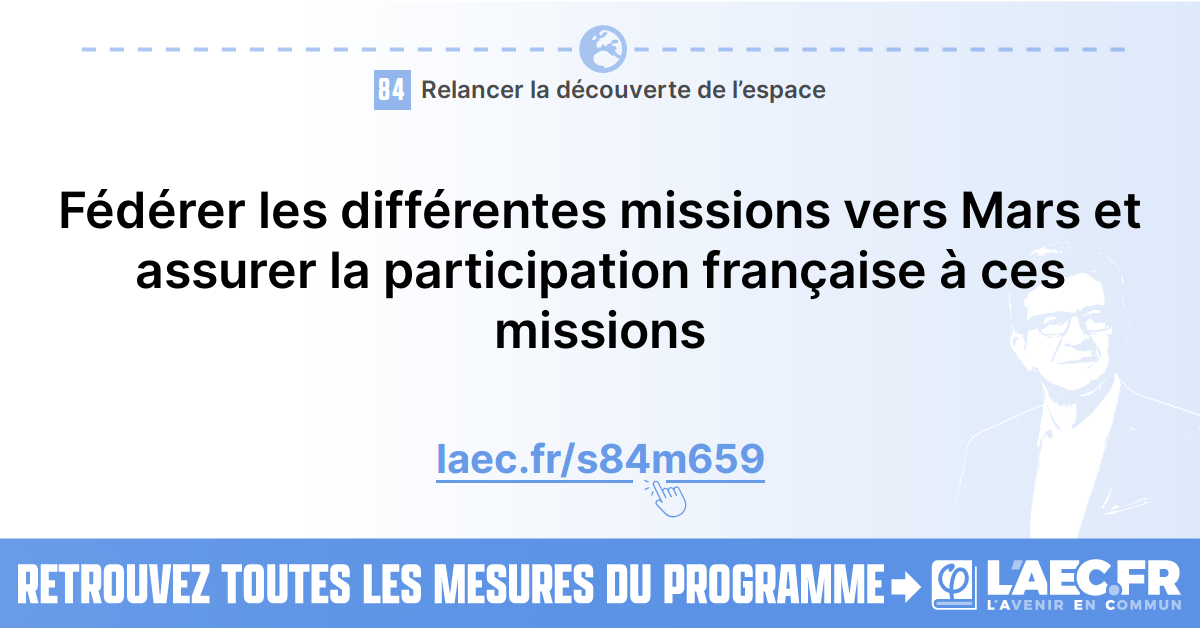 84 Relancer la découverte de l’espace
Fédérer les différentes missions vers Mars et
assurer la participation française à ces
missions
laec.fr/s84m659
RETROUVEZ TOUTES LES MESURES DU PROGRAMME
L'AEC.FR
L'AVENIR EN COMMUN